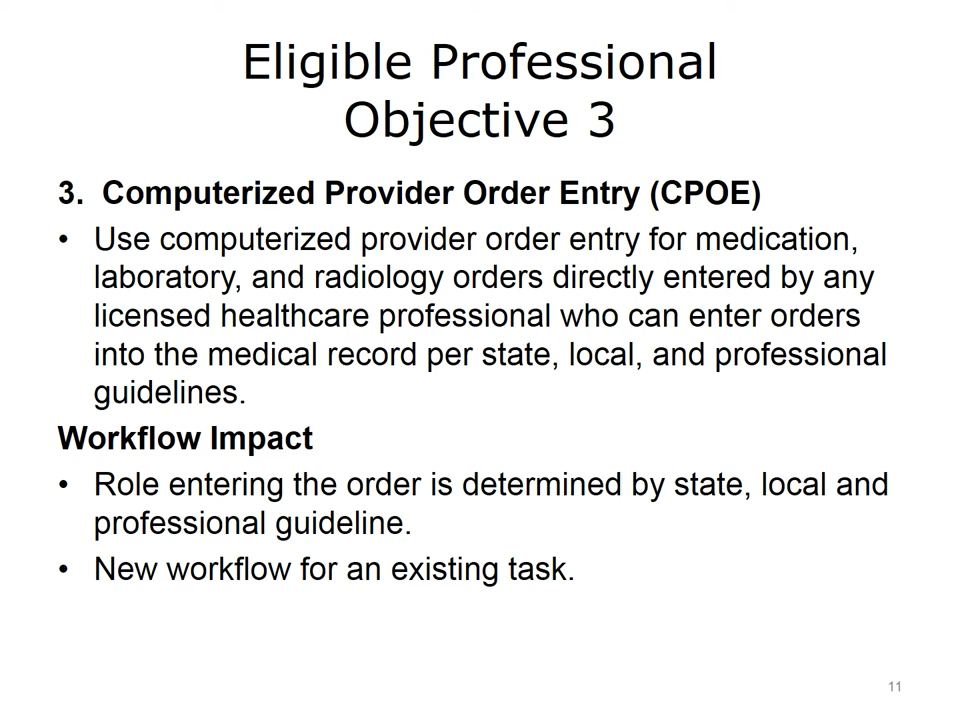 Eligible Professional
Objective 3
3. Computerized Provider Order Entry (CPOE)
• Use computerized provider order entry for medication,
laboratory, and radiology orders directly entered by any
licensed healthcare professional who can enter orders
into the medical record per state, local, and professional
guidelines.
Workflow Impact
• Role entering the order is determined by state, local and
professional guideline.
• New workflow for an existing task.
11